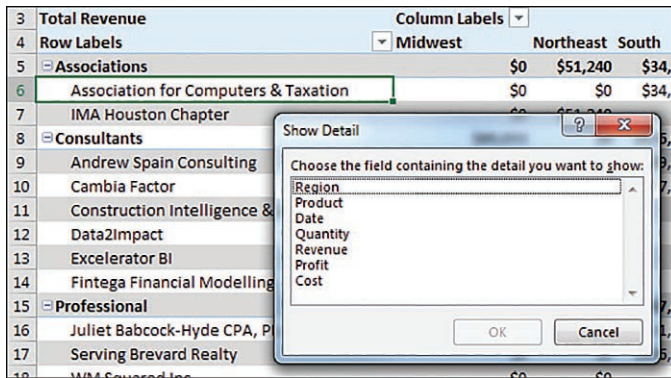 3 Total Revenue Column Labels
4 Row Labels Midwest Northeast South
5 Associations $0 $51,240 $34,
6 Association for Computers & Taxation $0 $0 $34,
7 IMA Houston Chapter
8 Consultants
9 Andrew Spain Consulting
10 Cambia Factor
11 Construction Intelligence &
12 Data2Impact
13 Excelerator BI
14 Fintega Financial Modelling
15 Professional
16 Juliet Babcock-Hyde CPA,
17 Serving Brevard Realty
Show Detail
Choose the field containing the detail you want to show:
Region
Product
Date
Quantity
Revenue
Profit
Cost
OK Cancel